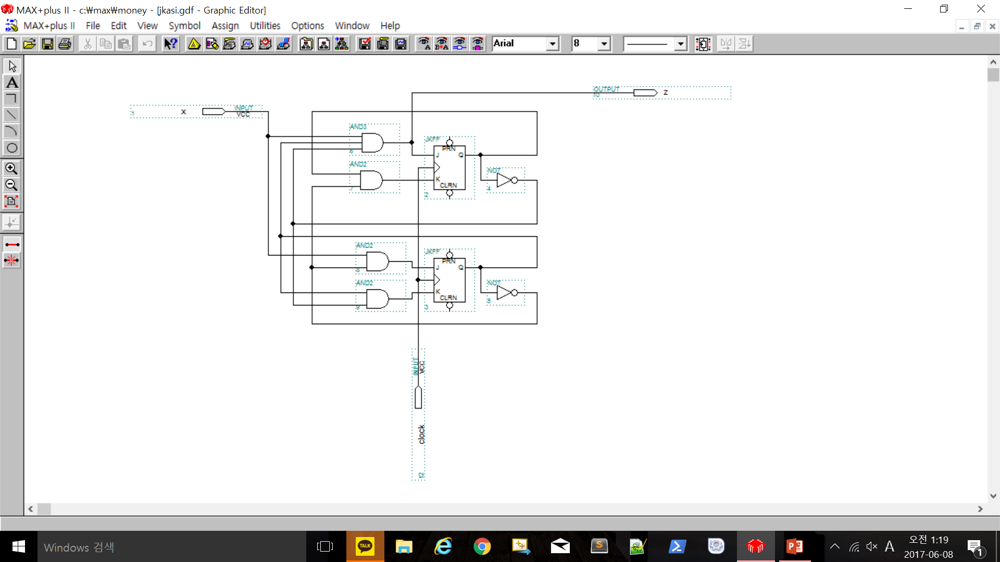 MAX+plus II - c:₩max₩money - [jkasi.gdf - Graphic Editor]
MAX+plus II File Edit View Symbol Assign Utilities Options Window Help
Arial 8
OUTPUT
10 Z
1 X INPUT
VCC
AND3
6
JKFF
PRN
J Q
K
CLRN
2
AND2
7
NOT
4
AND2
8
JKFF
PRN
J Q
K
CLRN
3
AND2
9
NOT
5
INPUT
VCC
clock
12
Windows 검색
TALK
오전 1:19
2017-06-08
A
1